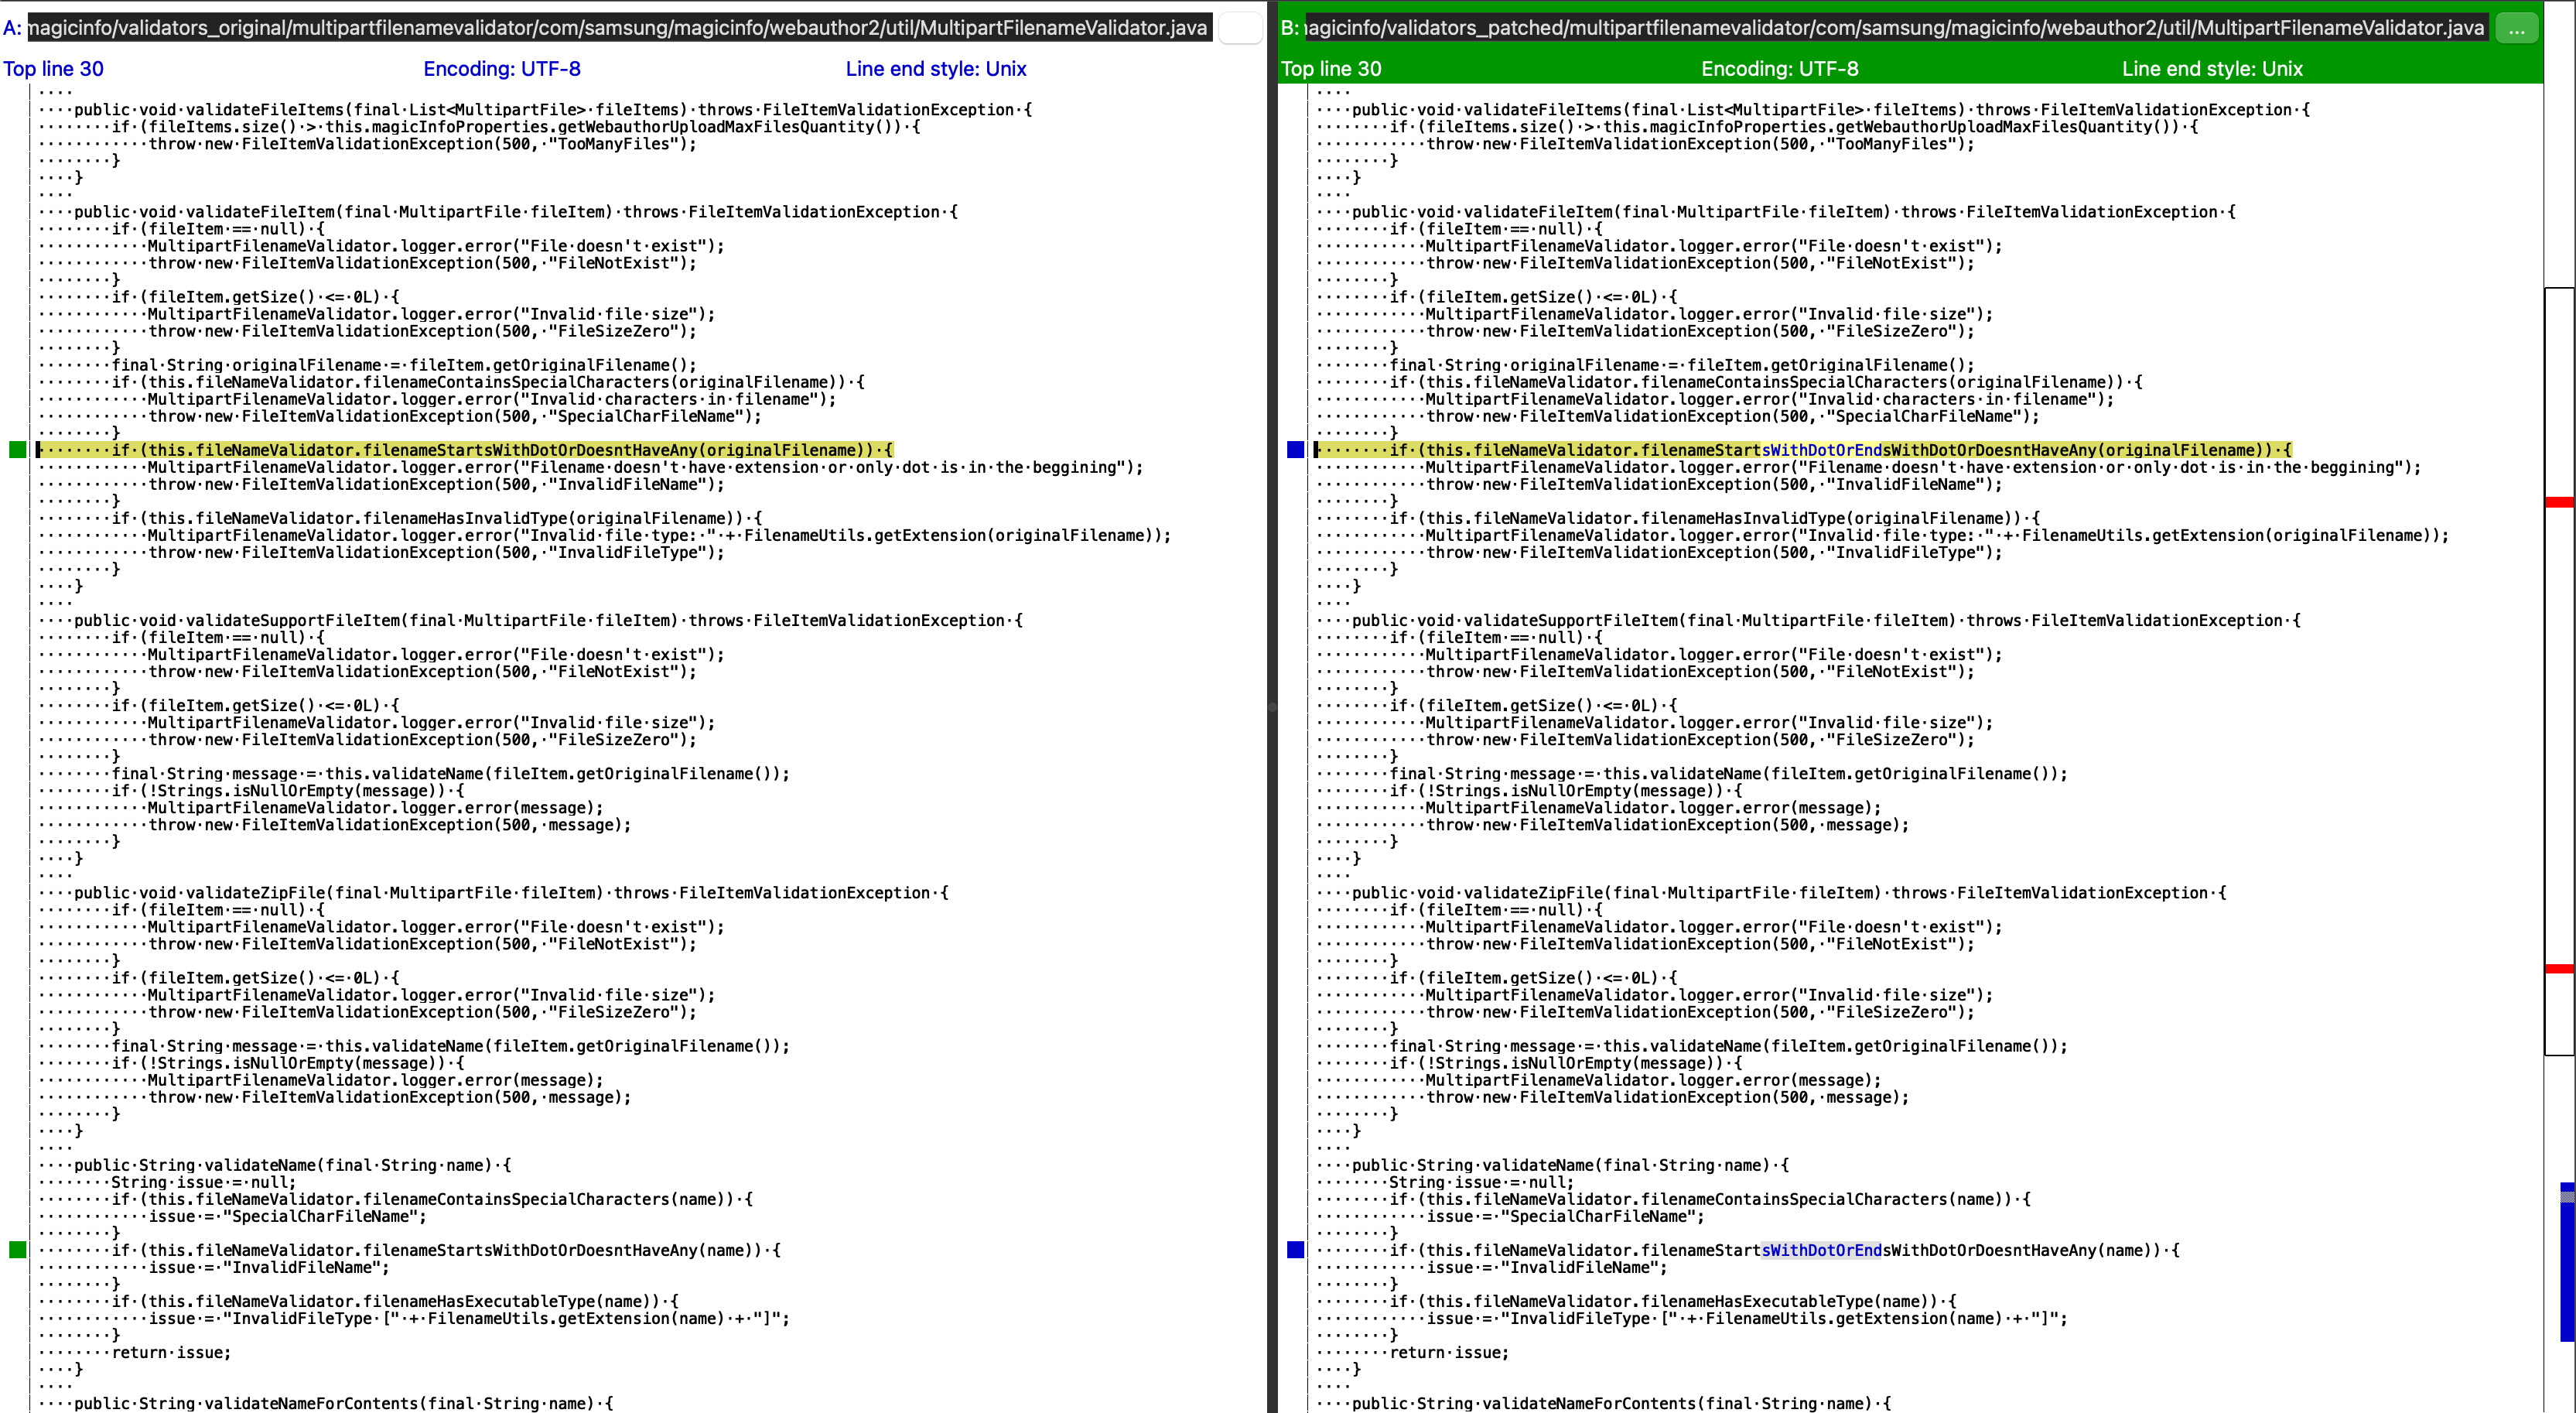 A: magicinfo/validators_original/multipartfilenamevalidator/com/samsung/magicinfo/webauthor2/util/MultipartFilenameValidator.java
Top line 30 Encoding: UTF-8 Line end style: Unix
····
····public·void·validateFileItems(final·List<MultipartFile>·fileItems)·throws·FileItemValidationException·{
········if·(fileItems.size()·>·this.magicInfoProperties.getWebauthorUploadMaxFilesQuantity())·{
············throw·new·FileItemValidationException(500,·"TooManyFiles");
········}
····}
····
····public·void·validateFileItem(final·MultipartFile·fileItem)·throws·FileItemValidationException·{
········if·(fileItem·==·null)·{
············MultipartFilenameValidator.logger.error("File·doesn't·exist");
············throw·new·FileItemValidationException(500,·"FileNotExist");
········}
········if·(fileItem.getSize()·<=·0L)·{
············MultipartFilenameValidator.logger.error("Invalid·file·size");
············throw·new·FileItemValidationException(500,·"FileSizeZero");
········}
········final·String·originalFilename·=·fileItem.getOriginalFilename();
········if·(this.fileNameValidator.filenameContainsSpecialCharacters(originalFilename))·{
············MultipartFilenameValidator.logger.error("Invalid·characters·in·filename");
············throw·new·FileItemValidationException(500,·"SpecialCharFileName");
········}
········if·(this.fileNameValidator.filenameStartsWithDotOrDoesntHaveAny(originalFilename))·{
············MultipartFilenameValidator.logger.error("Filename·doesn't·have·extension·or·only·dot·is·in·the·beggining");
············throw·new·FileItemValidationException(500,·"InvalidFileName");
········}
········if·(this.fileNameValidator.filenameHasInvalidType(originalFilename))·{
············MultipartFilenameValidator.logger.error("Invalid·file·type:·"·+·FilenameUtils.getExtension(originalFilename));
············throw·new·FileItemValidationException(500,·"InvalidFileType");
········}
····}
····
····public·void·validateSupportFileItem(final·MultipartFile·fileItem)·throws·FileItemValidationException·{
········if·(fileItem·==·null)·{
············MultipartFilenameValidator.logger.error("File·doesn't·exist");
············throw·new·FileItemValidationException(500,·"FileNotExist");
········}
········if·(fileItem.getSize()·<=·0L)·{
············MultipartFilenameValidator.logger.error("Invalid·file·size");
············throw·new·FileItemValidationException(500,·"FileSizeZero");
········}
········final·String·message·=·this.validateName(fileItem.getOriginalFilename());
········if·(!Strings.isNullOrEmpty(message))·{
············MultipartFilenameValidator.logger.error(message);
············throw·new·FileItemValidationException(500,·message);
········}
····}
····
····public·void·validateZipFile(final·MultipartFile·fileItem)·throws·FileItemValidationException·{
········if·(fileItem·==·null)·{
············MultipartFilenameValidator.logger.error("File·doesn't·exist");
············throw·new·FileItemValidationException(500,·"FileNotExist");
········}
········if·(fileItem.getSize()·<=·0L)·{
············MultipartFilenameValidator.logger.error("Invalid·file·size");
············throw·new·FileItemValidationException(500,·"FileSizeZero");
········}
········final·String·message·=·this.validateName(fileItem.getOriginalFilename());
········if·(!Strings.isNullOrEmpty(message))·{
············MultipartFilenameValidator.logger.error(message);
············throw·new·FileItemValidationException(500,·message);
········}
····}
····
····public·String·validateName(final·String·name)·{
········String·issue·=·null;
········if·(this.fileNameValidator.filenameContainsSpecialCharacters(name))·{
············issue·=·"SpecialCharFileName";
········}
········if·(this.fileNameValidator.filenameStartsWithDotOrDoesntHaveAny(name))·{
············issue·=·"InvalidFileName";
········}
········if·(this.fileNameValidator.filenameHasExecutableType(name))·{
············issue·=·"InvalidFileType·["·+·FilenameUtils.getExtension(name)·+·"]";
········}
········return·issue;
····}
····
····public·String·validateNameForContents(final·String·name)·{
B: magicinfo/validators_patched/multipartfilenamevalidator/com/samsung/magicinfo/webauthor2/util/MultipartFilenameValidator.java ...
Top line 30 Encoding: UTF-8 Line end style: Unix
····
····public·void·validateFileItems(final·List<MultipartFile>·fileItems)·throws·FileItemValidationException·{
········if·(fileItems.size()·>·this.magicInfoProperties.getWebauthorUploadMaxFilesQuantity())·{
············throw·new·FileItemValidationException(500,·"TooManyFiles");
········}
····}
····
····public·void·validateFileItem(final·MultipartFile·fileItem)·throws·FileItemValidationException·{
········if·(fileItem·==·null)·{
············MultipartFilenameValidator.logger.error("File·doesn't·exist");
············throw·new·FileItemValidationException(500,·"FileNotExist");
········}
········if·(fileItem.getSize()·<=·0L)·{
············MultipartFilenameValidator.logger.error("Invalid·file·size");
············throw·new·FileItemValidationException(500,·"FileSizeZero");
········}
········final·String·originalFilename·=·fileItem.getOriginalFilename();
········if·(this.fileNameValidator.filenameContainsSpecialCharacters(originalFilename))·{
············MultipartFilenameValidator.logger.error("Invalid·characters·in·filename");
············throw·new·FileItemValidationException(500,·"SpecialCharFileName");
········}
········if·(this.fileNameValidator.filenameStartsWithDotOrEndsWithDotOrDoesntHaveAny(originalFilename))·{
············MultipartFilenameValidator.logger.error("Filename·doesn't·have·extension·or·only·dot·is·in·the·beggining");
············throw·new·FileItemValidationException(500,·"InvalidFileName");
········}
········if·(this.fileNameValidator.filenameHasInvalidType(originalFilename))·{
············MultipartFilenameValidator.logger.error("Invalid·file·type:·"·+·FilenameUtils.getExtension(originalFilename));
············throw·new·FileItemValidationException(500,·"InvalidFileType");
········}
····}
····
····public·void·validateSupportFileItem(final·MultipartFile·fileItem)·throws·FileItemValidationException·{
········if·(fileItem·==·null)·{
············MultipartFilenameValidator.logger.error("File·doesn't·exist");
············throw·new·FileItemValidationException(500,·"FileNotExist");
········}
········if·(fileItem.getSize()·<=·0L)·{
············MultipartFilenameValidator.logger.error("Invalid·file·size");
············throw·new·FileItemValidationException(500,·"FileSizeZero");
········}
········final·String·message·=·this.validateName(fileItem.getOriginalFilename());
········if·(!Strings.isNullOrEmpty(message))·{
············MultipartFilenameValidator.logger.error(message);
············throw·new·FileItemValidationException(500,·message);
········}
····}
····
····public·void·validateZipFile(final·MultipartFile·fileItem)·throws·FileItemValidationException·{
········if·(fileItem·==·null)·{
············MultipartFilenameValidator.logger.error("File·doesn't·exist");
············throw·new·FileItemValidationException(500,·"FileNotExist");
········}
········if·(fileItem.getSize()·<=·0L)·{
············MultipartFilenameValidator.logger.error("Invalid·file·size");
············throw·new·FileItemValidationException(500,·"FileSizeZero");
········}
········final·String·message·=·this.validateName(fileItem.getOriginalFilename());
········if·(!Strings.isNullOrEmpty(message))·{
············MultipartFilenameValidator.logger.error(message);
············throw·new·FileItemValidationException(500,·message);
········}
····}
····
····public·String·validateName(final·String·name)·{
········String·issue·=·null;
········if·(this.fileNameValidator.filenameContainsSpecialCharacters(name))·{
············issue·=·"SpecialCharFileName";
········}
········if·(this.fileNameValidator.filenameStartsWithDotOrEndsWithDotOrDoesntHaveAny(name))·{
············issue·=·"InvalidFileName";
········}
········if·(this.fileNameValidator.filenameHasExecutableType(name))·{
············issue·=·"InvalidFileType·["·+·FilenameUtils.getExtension(name)·+·"]";
········}
········return·issue;
····}
····
····public·String·validateNameForContents(final·String·name)·{